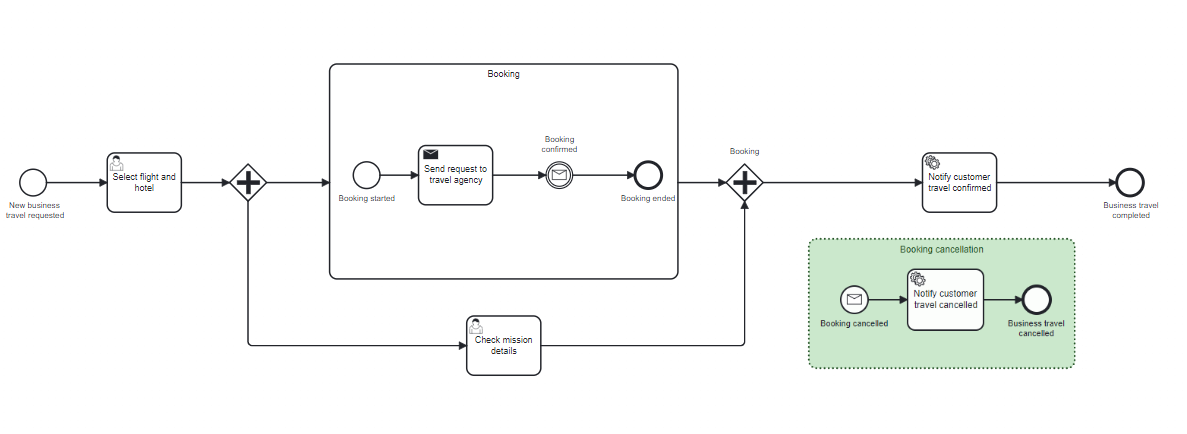 Booking
Booking
confirmed
Booking
Send request to
travel agency
Select flight and
hotel
Notify customer
travel confirmed
Booking started
Booking ended
New business
travel requested
Business travel
completed
Booking cancellation
Notify customer
travel cancelled
Booking cancelled
Business travel
cancelled
Check mission
details